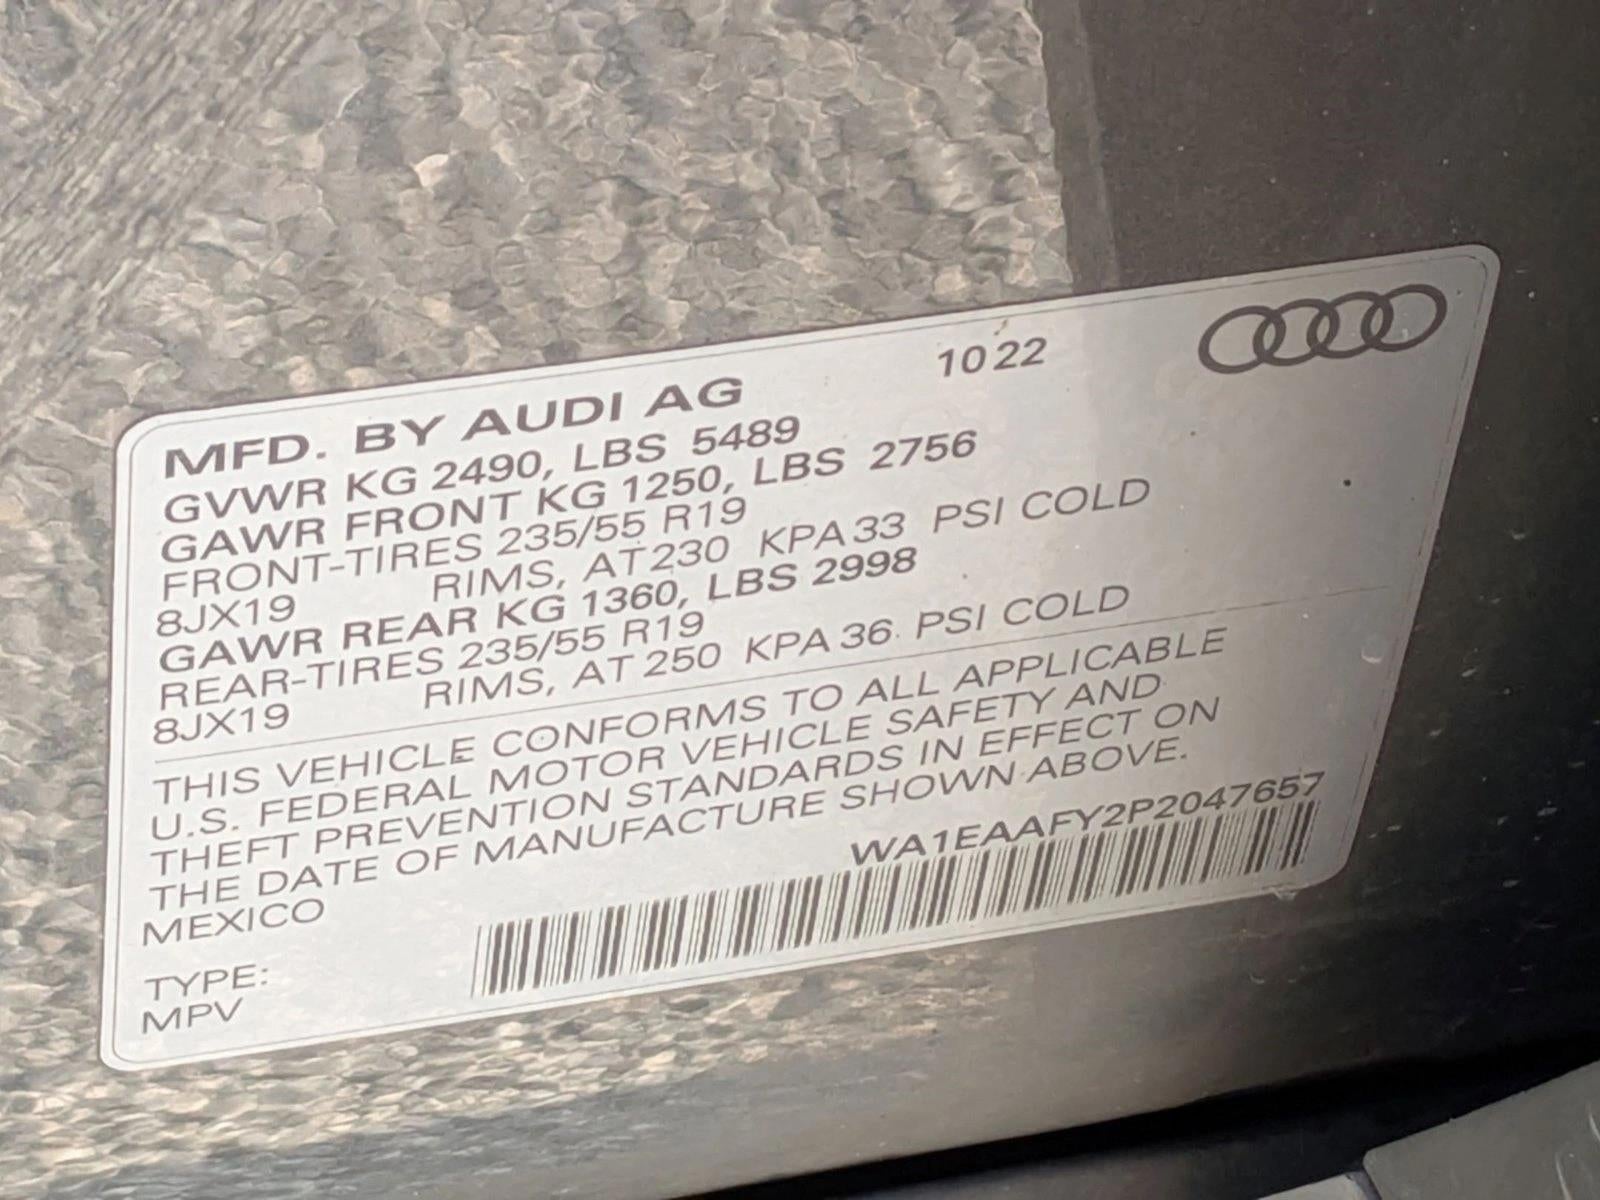 MFD. BY AUDI AG 10 22
GVWR KG 2490, LBS 5489
GAWR FRONT KG 1250, LBS 2756
FRONT-TIRES 235/55 R19
8JX19 RIMS, AT 230 KPA 33 PSI COLD
GAWR REAR KG 1360, LBS 2998
REAR-TIRES 235/55 R19
8JX19 RIMS, AT 250 KPA 36 PSI COLD
THIS VEHICLE CONFORMS TO ALL APPLICABLE
U.S. FEDERAL MOTOR VEHICLE SAFETY AND
THEFT PREVENTION STANDARDS IN EFFECT ON
THE DATE OF MANUFACTURE SHOWN ABOVE.
MEXICO WA1EAAFY2P2047657
TYPE:
MPV